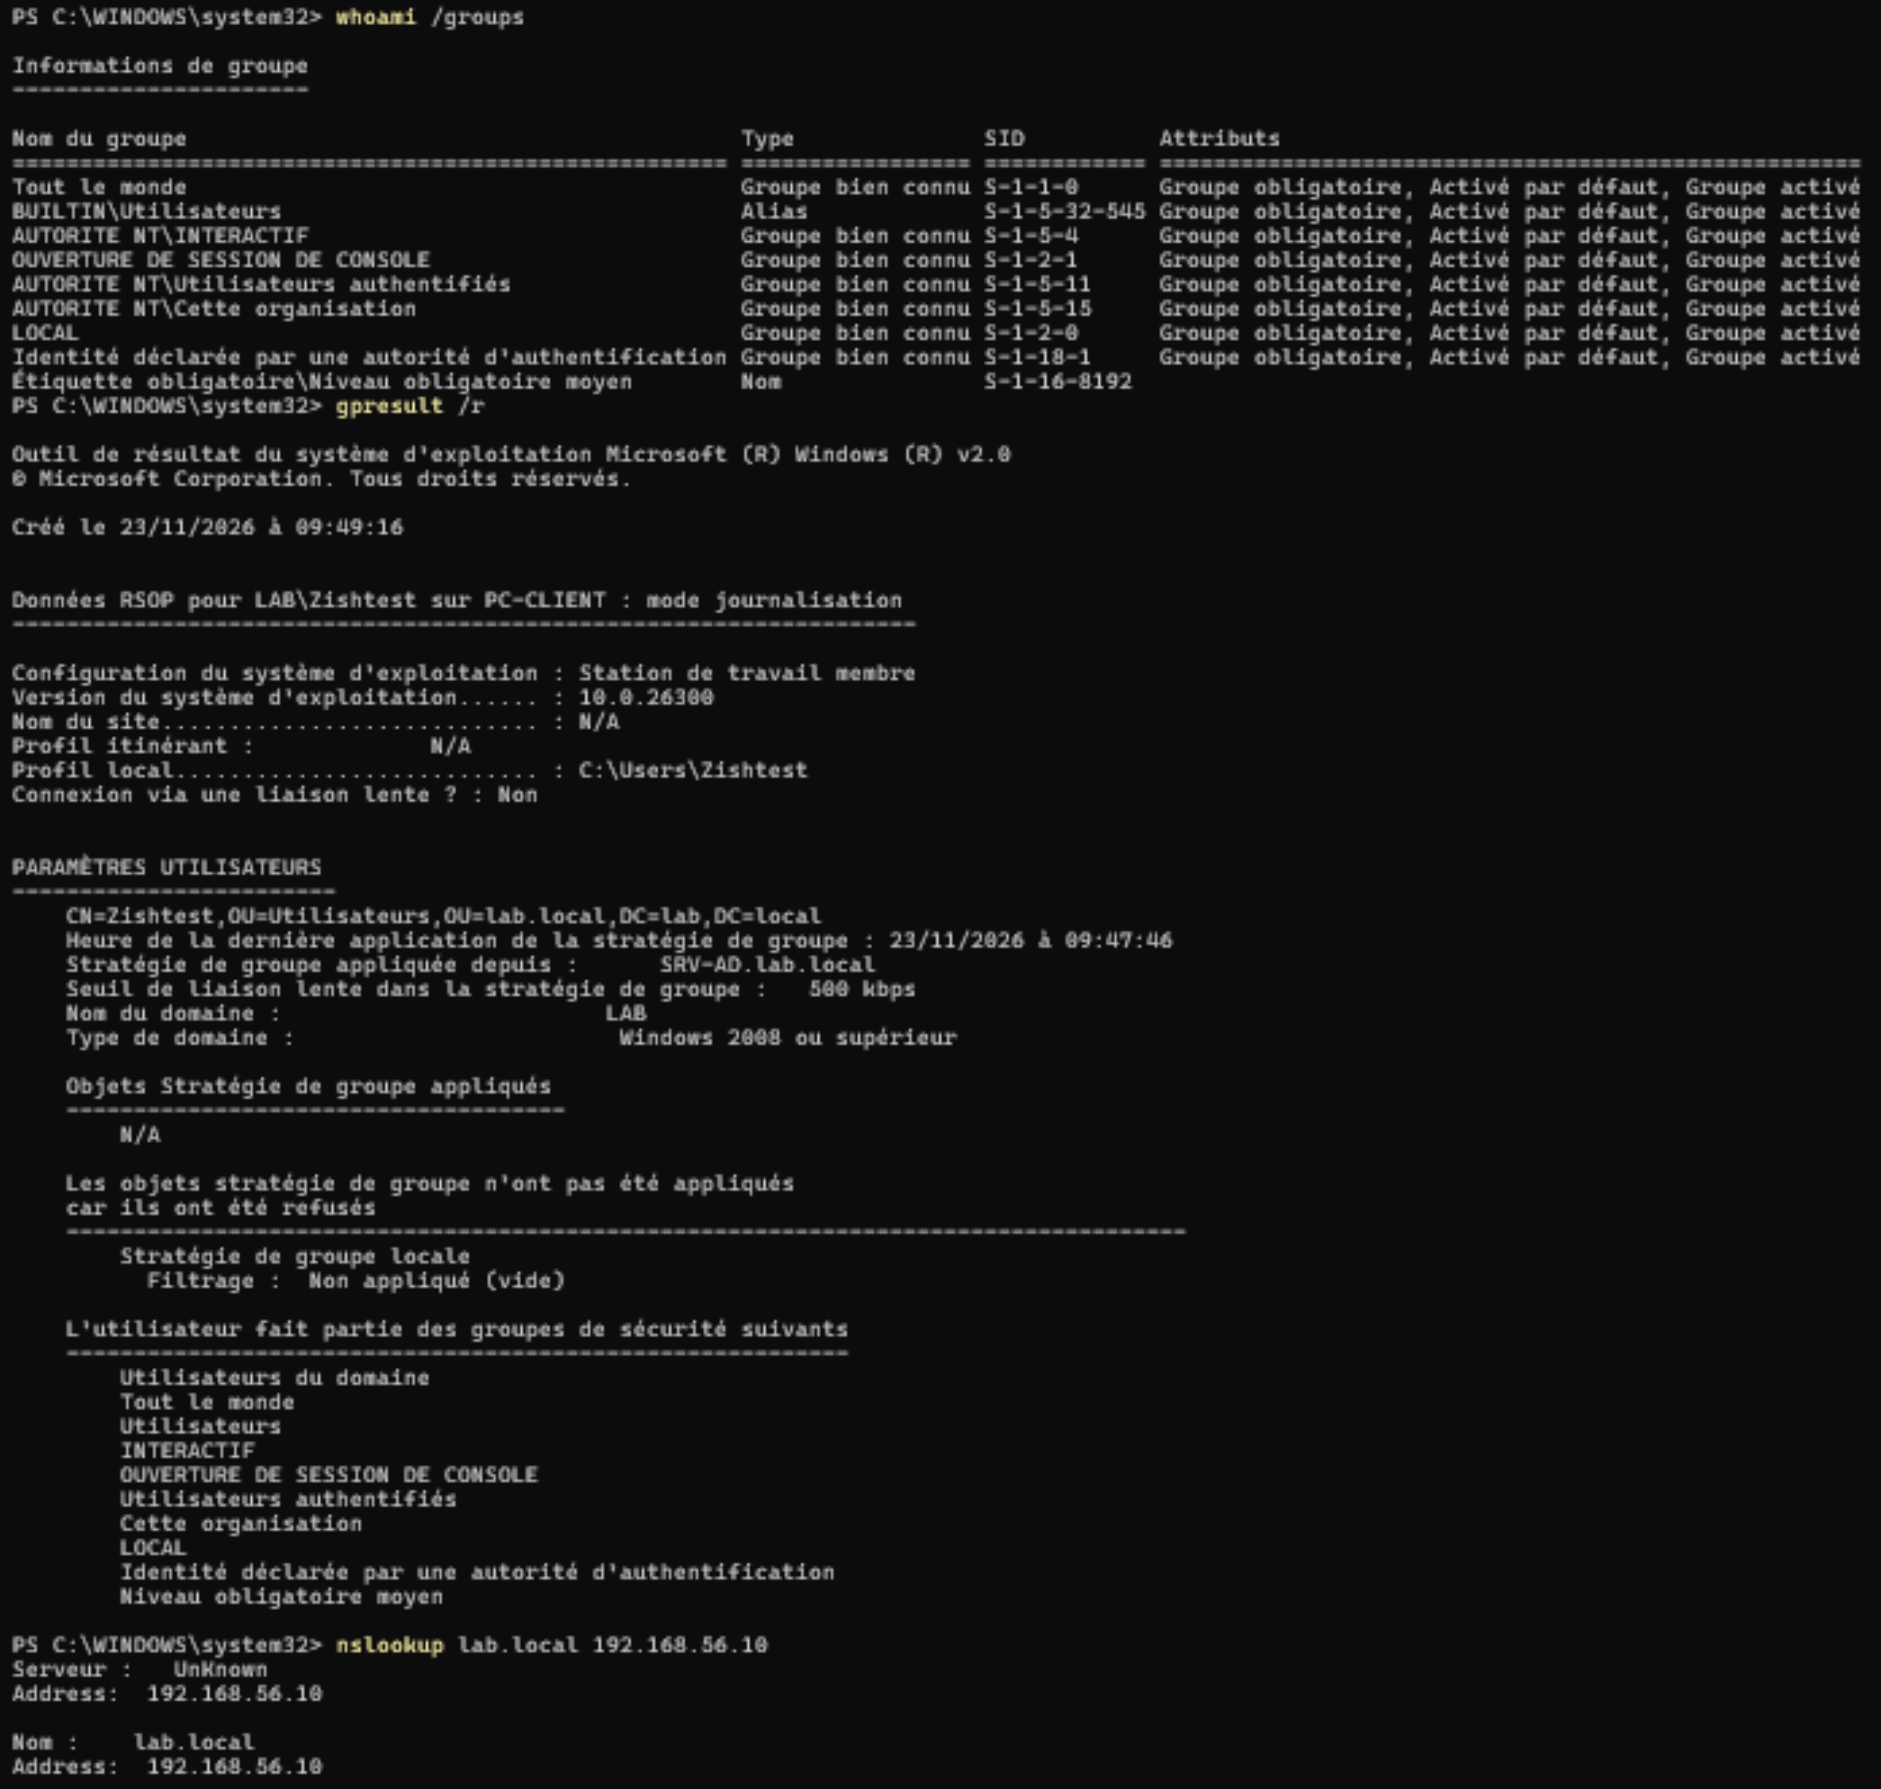 PS C:\WINDOWS\system32> whoami /groups
Informations de groupe
----------------------
Nom du groupe Type SID Attributs
====================================================== ================= ============ ====================================================
Tout le monde Groupe bien connu S-1-1-0 Groupe obligatoire, Activé par défaut, Groupe activé
BUILTIN\Utilisateurs Alias S-1-5-32-545 Groupe obligatoire, Activé par défaut, Groupe activé
AUTORITE NT\INTERACTIF Groupe bien connu S-1-5-4 Groupe obligatoire, Activé par défaut, Groupe activé
OUVERTURE DE SESSION DE CONSOLE Groupe bien connu S-1-2-1 Groupe obligatoire, Activé par défaut, Groupe activé
AUTORITE NT\Utilisateurs authentifiés Groupe bien connu S-1-5-11 Groupe obligatoire, Activé par défaut, Groupe activé
AUTORITE NT\Cette organisation Groupe bien connu S-1-5-15 Groupe obligatoire, Activé par défaut, Groupe activé
LOCAL Groupe bien connu S-1-2-0 Groupe obligatoire, Activé par défaut, Groupe activé
Identité déclarée par une autorité d'authentification Groupe bien connu S-1-18-1 Groupe obligatoire, Activé par défaut, Groupe activé
Étiquette obligatoire\Niveau obligatoire moyen Nom S-1-16-8192
PS C:\WINDOWS\system32> gpresult /r
Outil de résultat du système d'exploitation Microsoft (R) Windows (R) v2.0
© Microsoft Corporation. Tous droits réservés.
Créé le 23/11/2026 à 09:49:16
Données RSOP pour LAB\Zishtest sur PC-CLIENT : mode journalisation
-------------------------------------------------------------------
Configuration du système d'exploitation : Station de travail membre
Version du système d'exploitation...... : 10.0.26300
Nom du site............................ : N/A
Profil itinérant : N/A
Profil local........................... : C:\Users\Zishtest
Connexion via une liaison lente ? : Non
PARAMÈTRES UTILISATEURS
------------------------
CN=Zishtest,OU=Utilisateurs,OU=lab.local,DC=lab,DC=local
Heure de la dernière application de la stratégie de groupe : 23/11/2026 à 09:47:46
Stratégie de groupe appliquée depuis : SRV-AD.lab.local
Seuil de liaison lente dans la stratégie de groupe : 500 kbps
Nom du domaine : LAB
Type de domaine : Windows 2008 ou supérieur
Objets Stratégie de groupe appliqués
-------------------------------------
N/A
Les objets stratégie de groupe n'ont pas été appliqués
car ils ont été refusés
-----------------------------------------------------------------------------------
Stratégie de groupe locale
Filtrage : Non appliqué (vide)
L'utilisateur fait partie des groupes de sécurité suivants
----------------------------------------------------------
Utilisateurs du domaine
Tout le monde
Utilisateurs
INTERACTIF
OUVERTURE DE SESSION DE CONSOLE
Utilisateurs authentifiés
Cette organisation
LOCAL
Identité déclarée par une autorité d'authentification
Niveau obligatoire moyen
PS C:\WINDOWS\system32> nslookup lab.local 192.168.56.10
Serveur : UnKnown
Address: 192.168.56.10
Nom : lab.local
Address: 192.168.56.10